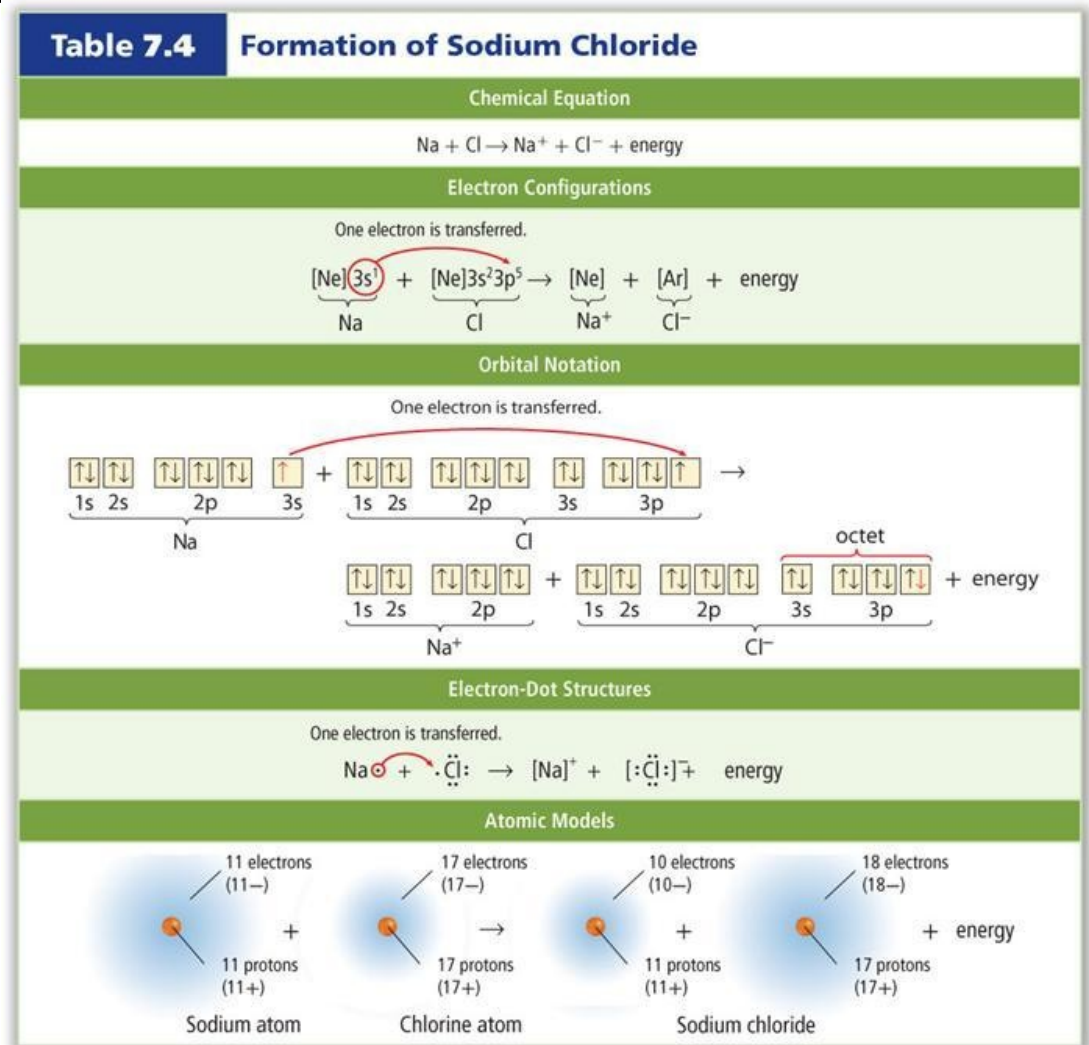 Table 7.4 Formation of Sodium Chloride
Chemical Equation
Na + Cl → Na⁺ + Cl⁻ + energy
Electron Configurations
One electron is transferred.
[Ne]3s¹ + [Ne]3s²3p⁵ → [Ne] + [Ar] + energy
Na Cl Na⁺ Cl⁻
Orbital Notation
One electron is transferred.
↑↓ ↑↓ ↑↓ ↑↓ ↑↓ ↑ + ↑↓ ↑↓ ↑↓ ↑↓ ↑↓ ↑↓ ↑↓ ↑↓ ↑ →
1s 2s 2p 3s 1s 2s 2p 3s 3p
Na Cl
octet
↑↓ ↑↓ ↑↓ ↑↓ ↑↓ + ↑↓ ↑↓ ↑↓ ↑↓ ↑↓ ↑↓ ↑↓ ↑↓ ↑↓ + energy
1s 2s 2p 1s 2s 2p 3s 3p
Na⁺ Cl⁻
Electron-Dot Structures
One electron is transferred.
Na· + ·C̈l: → [Na]⁺ + [:C̈l:]⁻ + energy
Atomic Models
11 electrons 17 electrons 10 electrons 18 electrons
(11−) (17−) (10−) (18−)
+ → + + energy
11 protons 17 protons 11 protons 17 protons
(11+) (17+) (11+) (17+)
Sodium atom Chlorine atom Sodium chloride